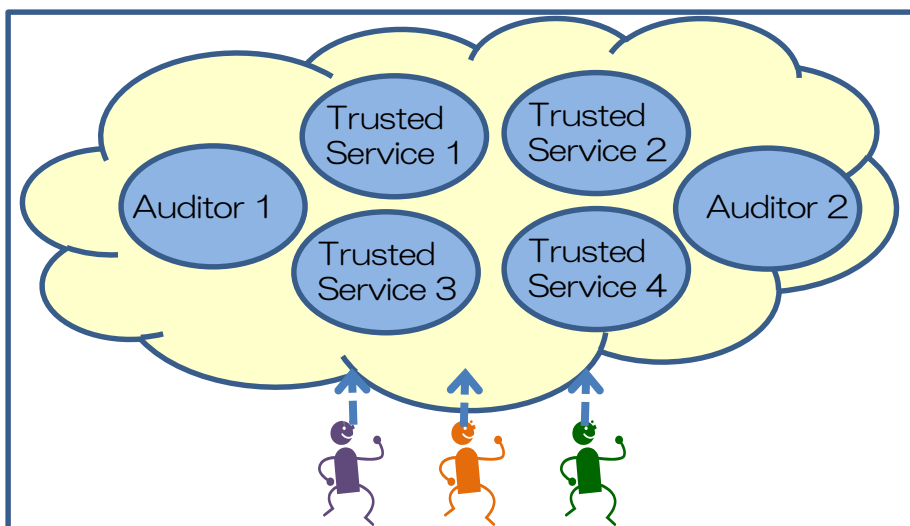 Trusted
Service 1
Trusted
Service 2
Auditor 1
Auditor 2
Trusted
Service 3
Trusted
Service 4